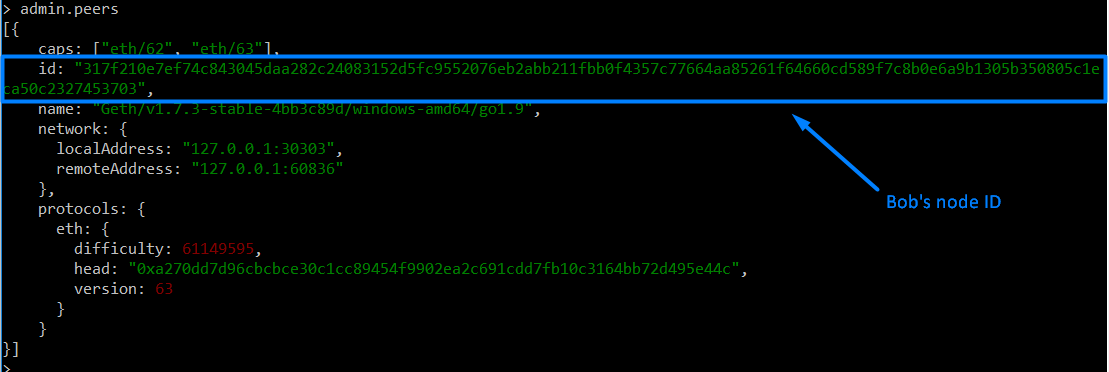 > admin.peers
[{
caps: ["eth/62", "eth/63"],
id: "317f210e7ef74c843045daa282c24083152d5fc9552076eb2abb211fbb0f4357c77664aa85261f64660cd589f7c8b0e6a9b1305b350805c1e
ca50c2327453703",
name: "Geth/v1.7.3-stable-4bb3c89d/windows-amd64/go1.9",
network: {
localAddress: "127.0.0.1:30303",
remoteAddress: "127.0.0.1:60836"
},
Bob's node ID
protocols: {
eth: {
difficulty: 61149595,
head: "0xa270dd7d96cbcbce30c1cc89454f9902ea2c691cdd7fb10c3164bb72d495e44c",
version: 63
}
}
}]
>